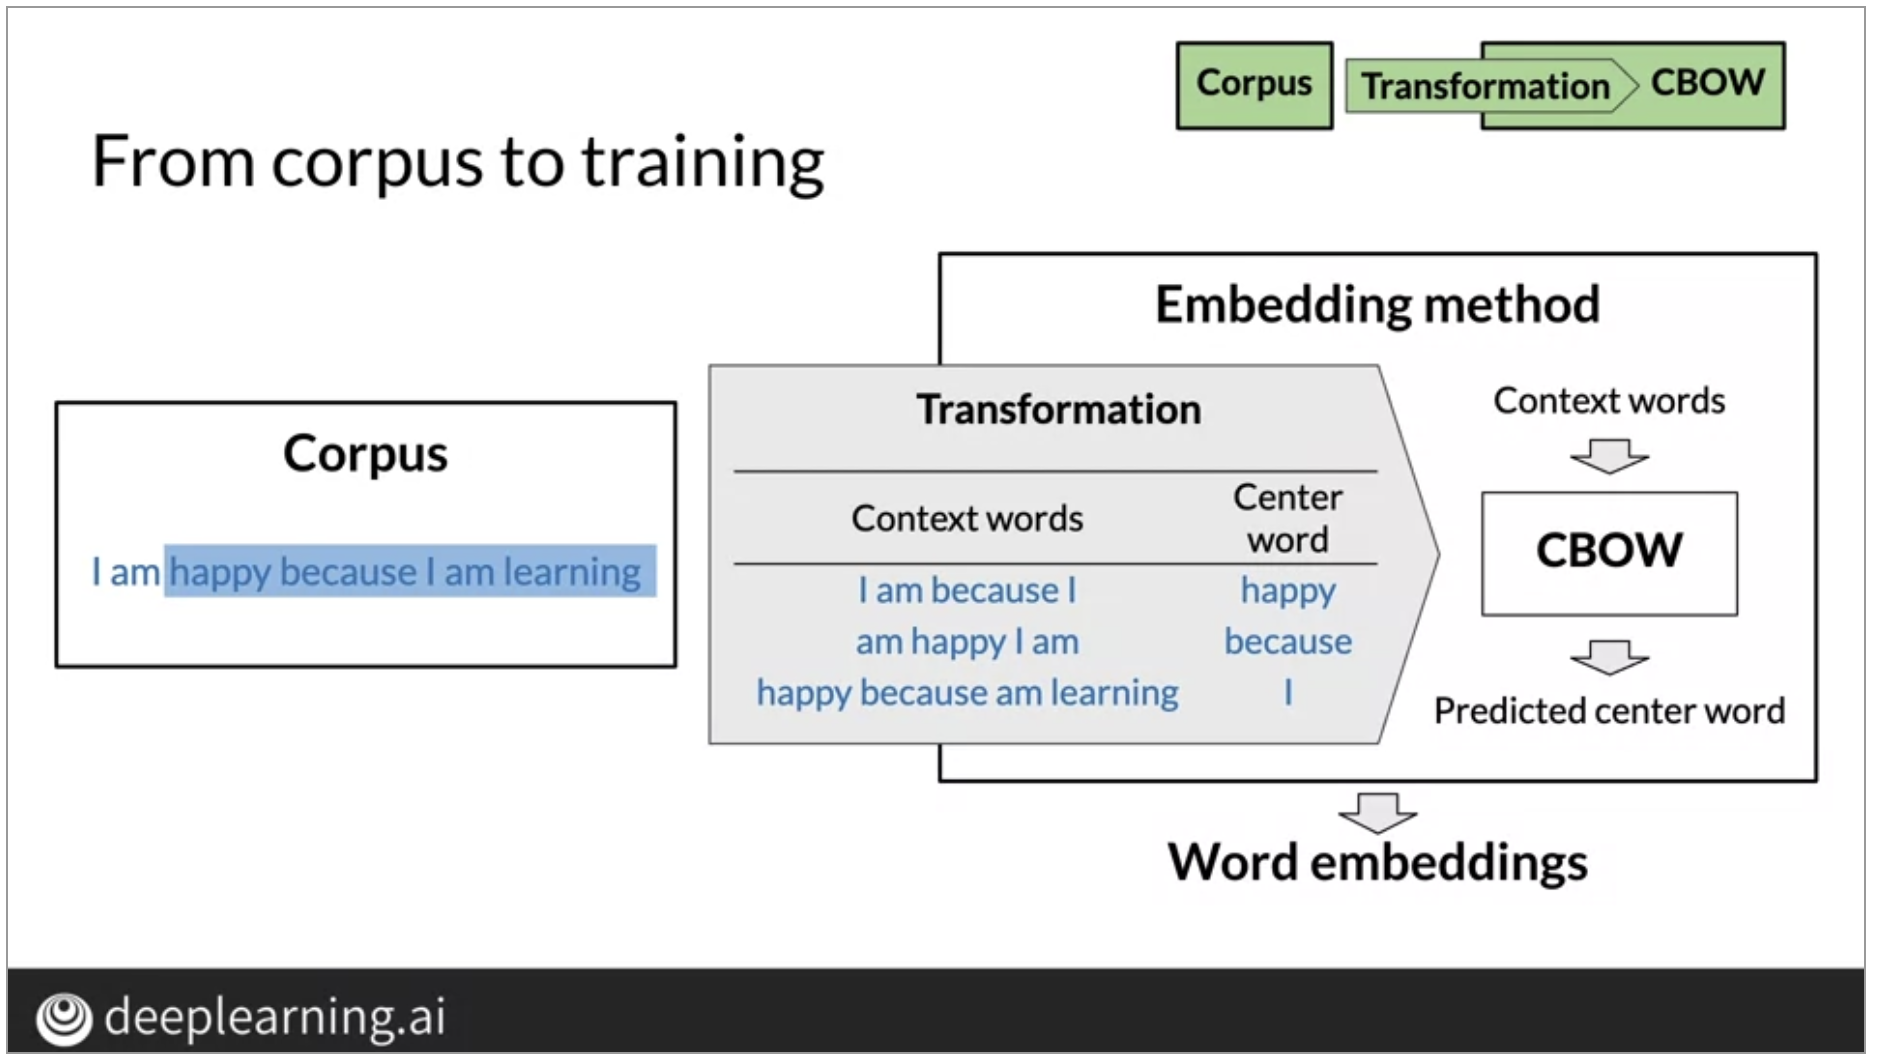 Corpus
Transformation
CBOW
From corpus to training
Embedding method
Corpus
I am happy because I am learning
Transformation
Context words
Center
word
I am because I
happy
am happy I am
because
happy because am learning
I
Context words
CBOW
Predicted center word
Word embeddings
deeplearning.ai